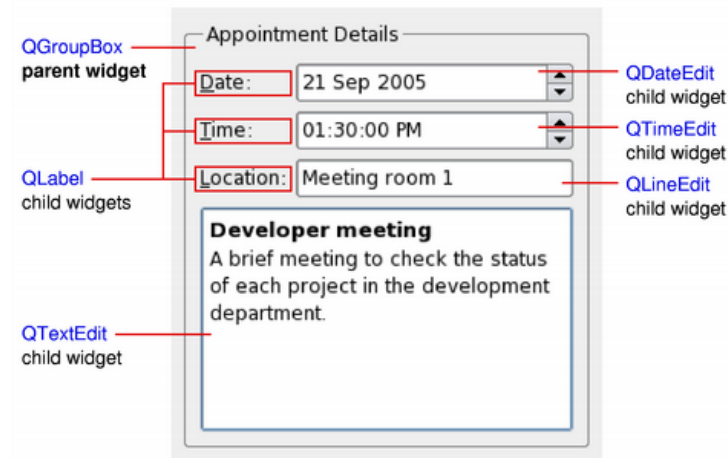 Appointment Details
QGroupBox
parent widget
Date:
21 Sep 2005
QDateEdit
child widget
Time:
01:30:00 PM
QTimeEdit
child widget
QLabel
child widgets
Location:
Meeting room 1
QLineEdit
child widget
Developer meeting
A brief meeting to check the status
of each project in the development
department.
QTextEdit
child widget